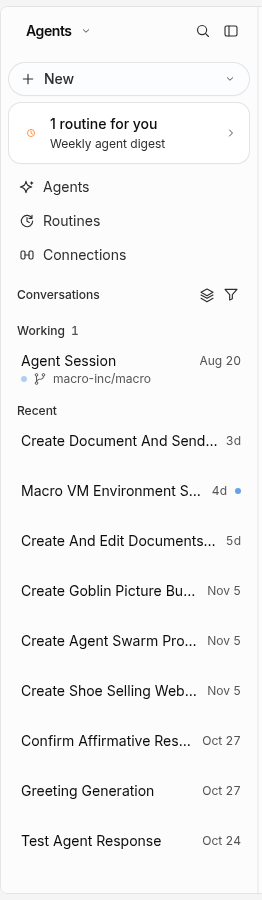 Agents
New
1 routine for you
Weekly agent digest
Agents
Routines
Connections
Conversations
Working 1
Agent Session Aug 20
macro-inc/macro
Recent
Create Document And Send... 3d
Macro VM Environment S... 4d
Create And Edit Documents... 5d
Create Goblin Picture Bu... Nov 5
Create Agent Swarm Pro... Nov 5
Create Shoe Selling Web... Nov 5
Confirm Affirmative Res... Oct 27
Greeting Generation Oct 27
Test Agent Response Oct 24